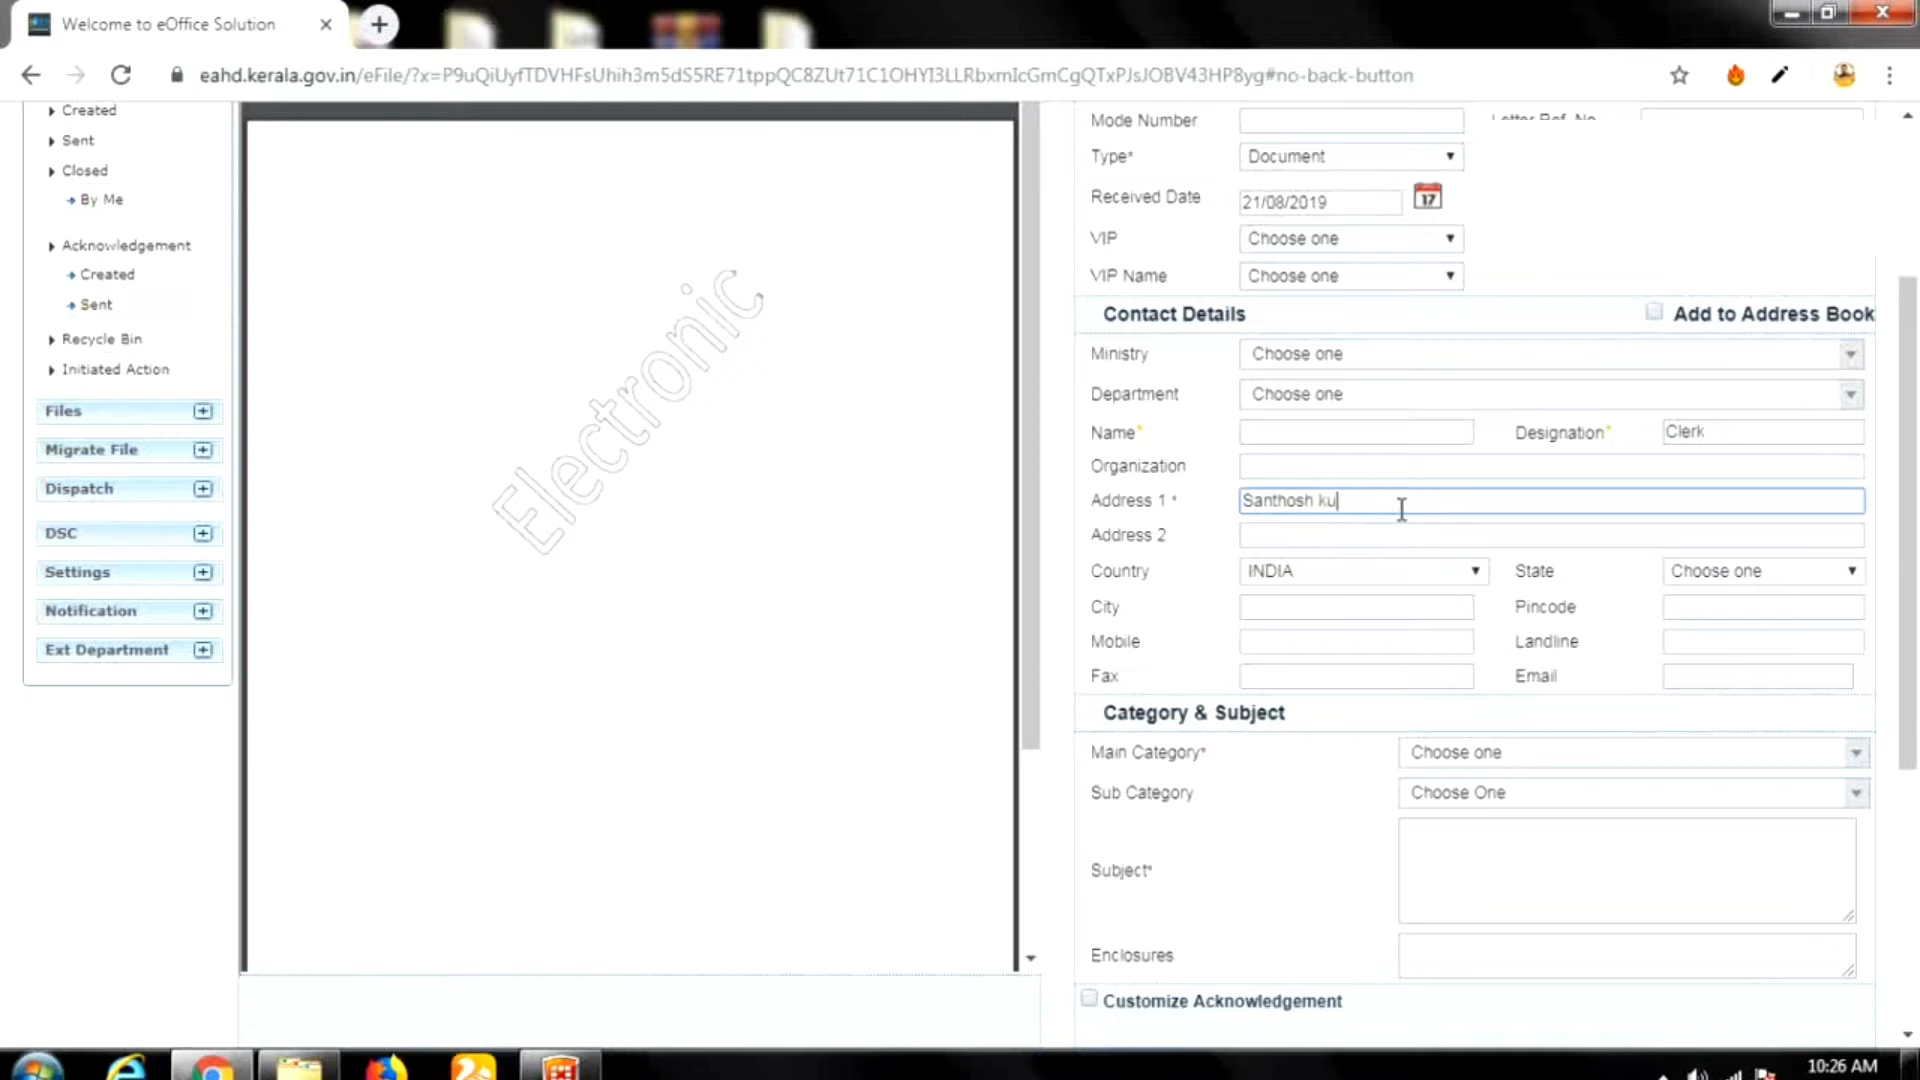 Welcome to eOffice Solution
eahd.kerala.gov.in/eFile/?x=P9uQiUyfTDVHFsUhih3m5dS5RE71tppQC8ZUt71C1OHYI3LLRbxmIcGmCgQTxPJsJOBV43HP8yg#no-back-button
Created
Sent
Closed
By Me
Acknowledgement
Created
Sent
Recycle Bin
Initiated Action
Files
Migrate File
Dispatch
DSC
Settings
Notification
Ext Department
Electronic
Mode Number Letter Ref. No
Type* Document
Received Date 21/08/2019 17
VIP Choose one
VIP Name Choose one
Contact Details Add to Address Book
Ministry Choose one
Department Choose one
Name* Designation* Clerk
Organization
Address 1 * Santhosh ku
Address 2
Country INDIA State Choose one
City Pincode
Mobile Landline
Fax Email
Category & Subject
Main Category* Choose one
Sub Category Choose One
Subject*
Enclosures
Customize Acknowledgement
10:26 AM